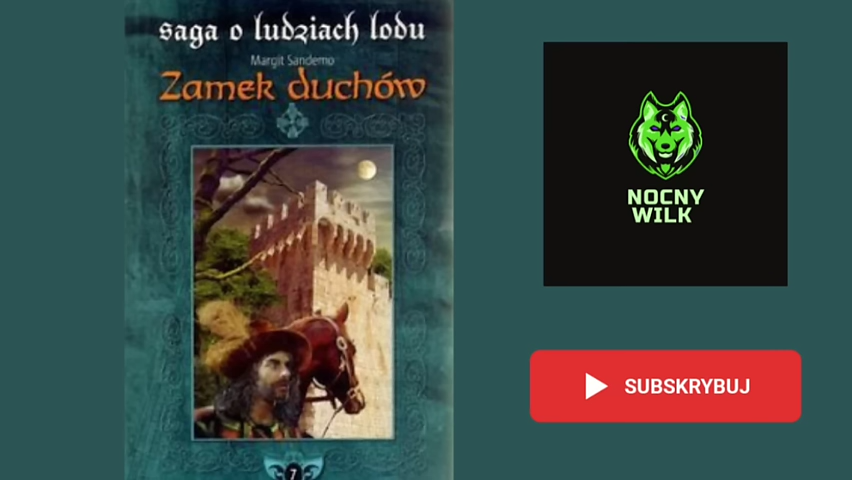 saga o ludziach lodu
Margit Sandemo
Zamek duchów
7
NOCNY
WILK
SUBSKRYBUJ